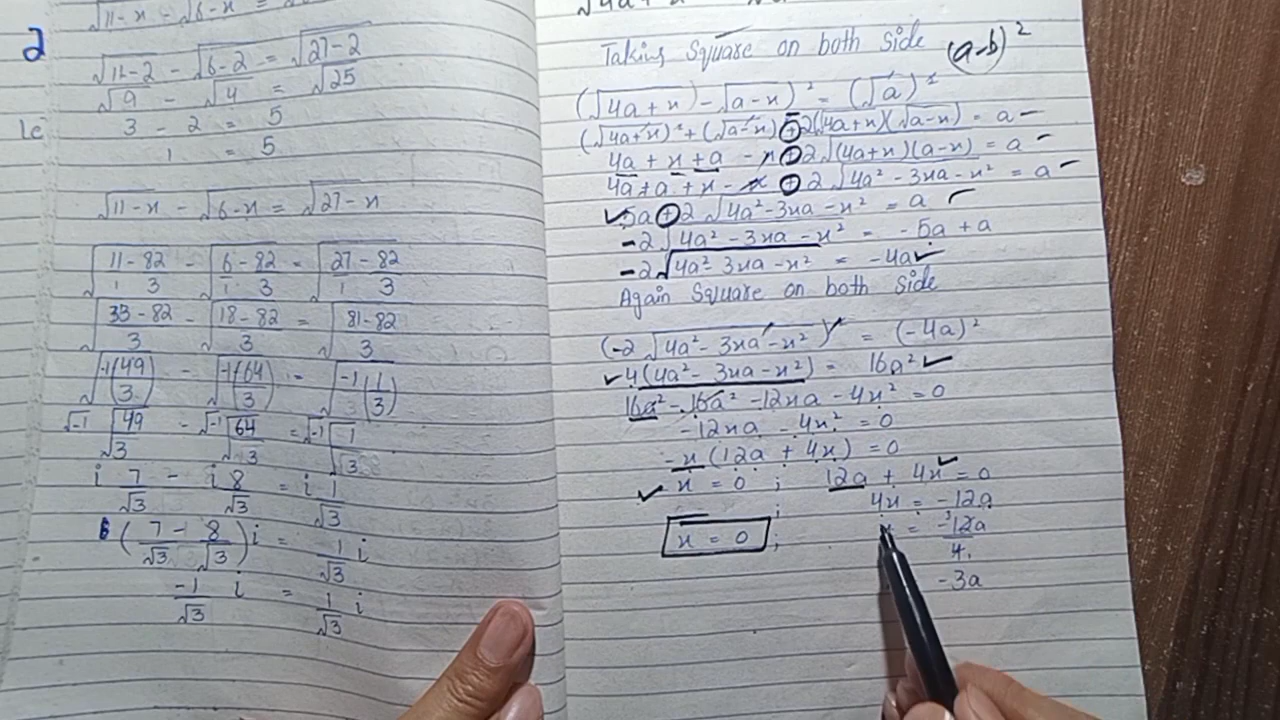 √11-x - √6-x =
2
√11-2 - √6-2 = √27-2
√9 - √4 = √25
3 - 2 = 5
1 = 5
√11-x - √6-x = √27-x
√11/1 - 82/3 - √6/1 - 82/3 = √27/1 - 82/3
√33-82/3 - √18-82/3 = √81-82/3
√-1(49/3) - √-1(64/3) = √-1(1/3)
√-1 √49/√3 - √-1 √64/√3 = √-1 √1/√3
i 7/√3 - i 8/√3 = i 1/√3
(7/√3 - 8/√3) i = 1/√3 i
-1/√3 i = 1/√3 i
Taking Square on both side (a-b)²
(√4a+x) - √a-x)² = (√a)²
(√4a+x)² + (√a-x) + 2(√4a+x)(√a-x) = a
4a + x + a - x + 2√(4a+x)(a-x) = a
4a + a + x - x + 2√4a² - 3xa - x² = a
5a + 2√4a² - 3xa - x² = a
-2√4a² - 3xa - x² = -5a + a
-2√4a² - 3xa - x² = -4a
Again Square on both side
(-2√4a² - 3xa - x²)² = (-4a)²
4(4a² - 3xa - x²) = 16a²
16a² - 16a² - 12xa - 4x² = 0
-12xa - 4x² = 0
-x(12a + 4x) = 0
x = 0 ; 12a + 4x = 0
; 4x = -12a
x = 0 ; = -12a/4
-3a